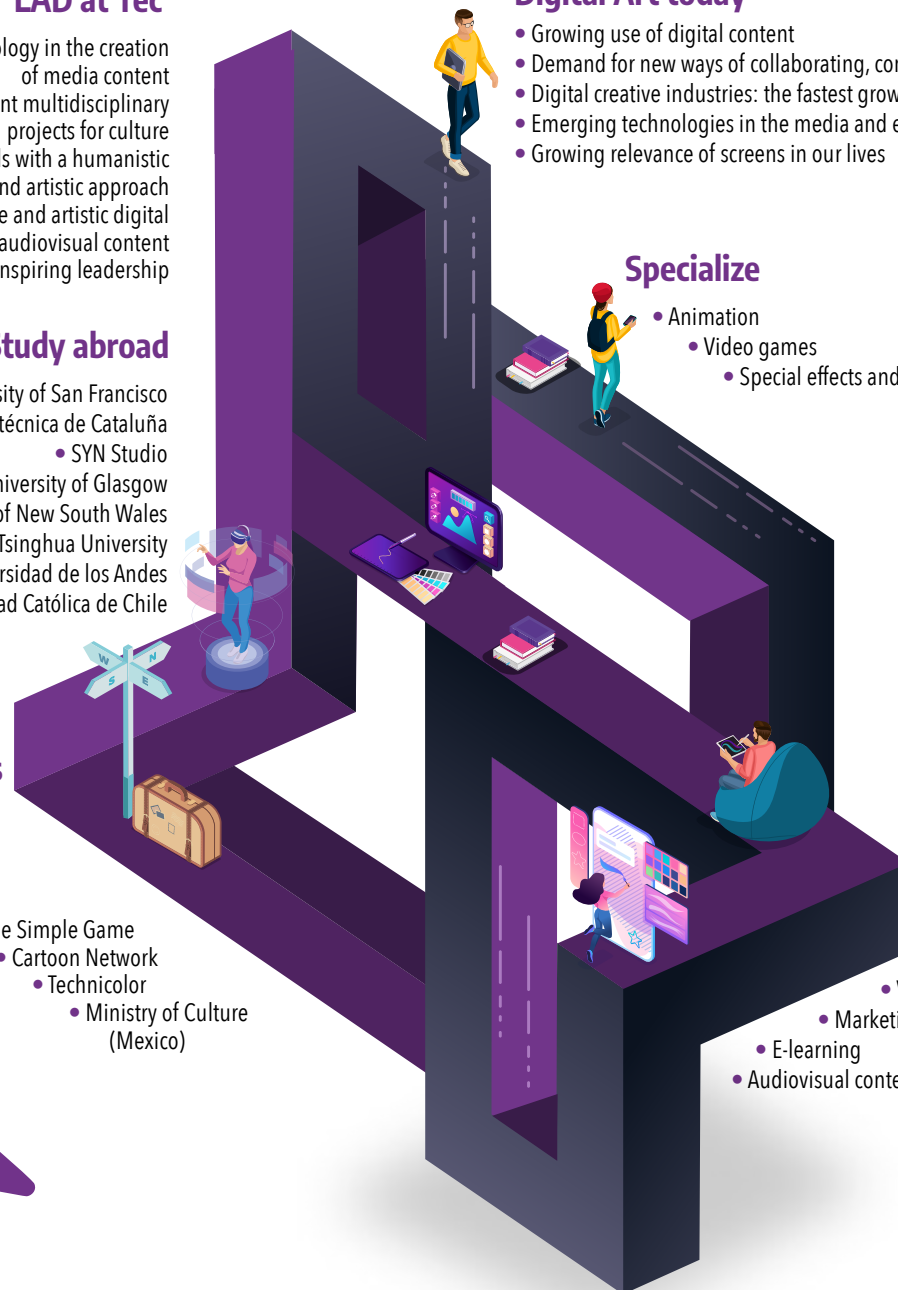 LAD at Tec
ology in the creation
of media content
nt multidisciplinary
projects for culture
ls with a humanistic
nd artistic approach
e and artistic digital
audiovisual content
nspiring leadership
Study abroad
sity of San Francisco
técnica de Cataluña
• SYN Studio
niversity of Glasgow
of New South Wales
Tsinghua University
ersidad de los Andes
ad Católica de Chile
Digital Art today
• Growing use of digital content
• Demand for new ways of collaborating, con
• Digital creative industries: the fastest grow
• Emerging technologies in the media and e
• Growing relevance of screens in our lives
Specialize
• Animation
• Video games
• Special effects and
W N
S E
s
e Simple Game
• Cartoon Network
• Technicolor
• Ministry of Culture
(Mexico)
• Marketi
• E-learning
• Audiovisual conte